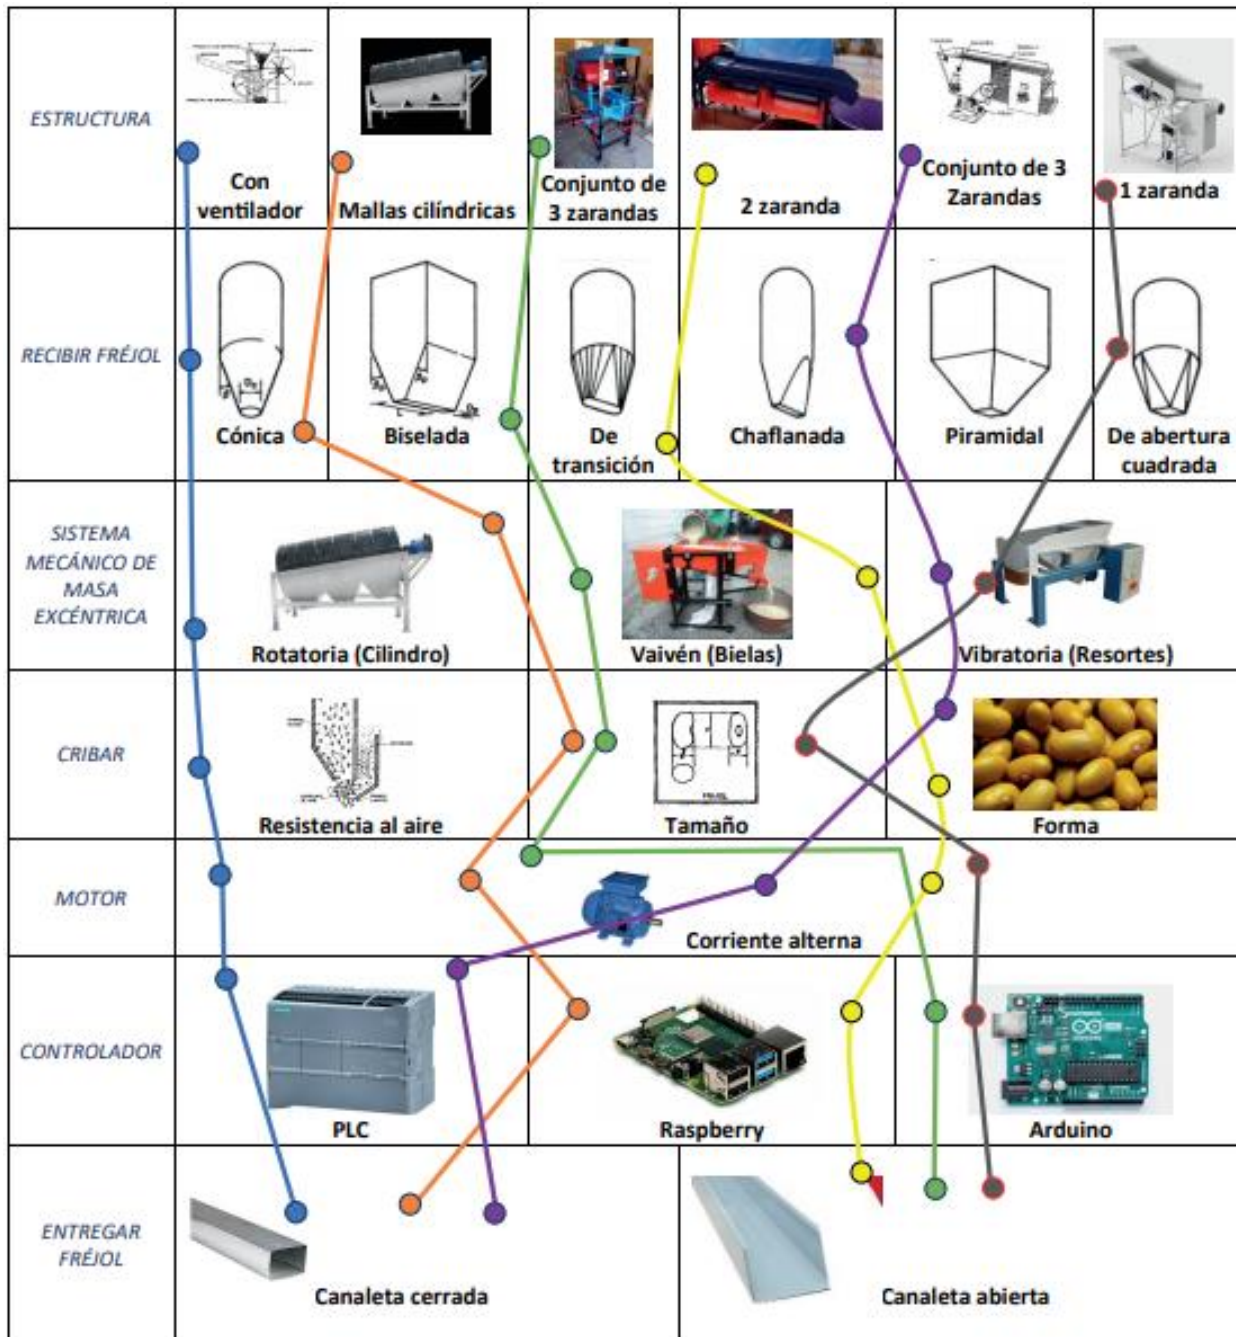 ESTRUCTURA
Con
ventilador
Mallas cilíndricas
Conjunto de
3 zarandas
2 zaranda
Conjunto de 3
Zarandas
1 zaranda
RECIBIR FRÉJOL
Cónica
Biselada
De
transición
Chaflanada
Piramidal
De abertura
cuadrada
SISTEMA
MECÁNICO DE
MASA
EXCÉNTRICA
Rotatoria (Cilindro)
Vaivén (Bielas)
Vibratoria (Resortes)
CRIBAR
Resistencia al aire
Tamaño
Forma
MOTOR
Corriente alterna
CONTROLADOR
PLC
Raspberry
Arduino
ENTREGAR
FRÉJOL
Canaleta cerrada
Canaleta abierta